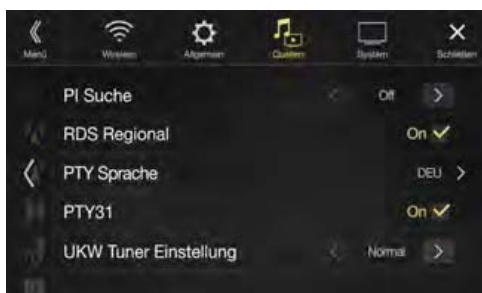 Menü Wireless Allgemein Quellen System Schließen
PI Suche Off
RDS Regional On
PTY Sprache DEU
PTY31 On
UKW Tuner Einstellung Normal